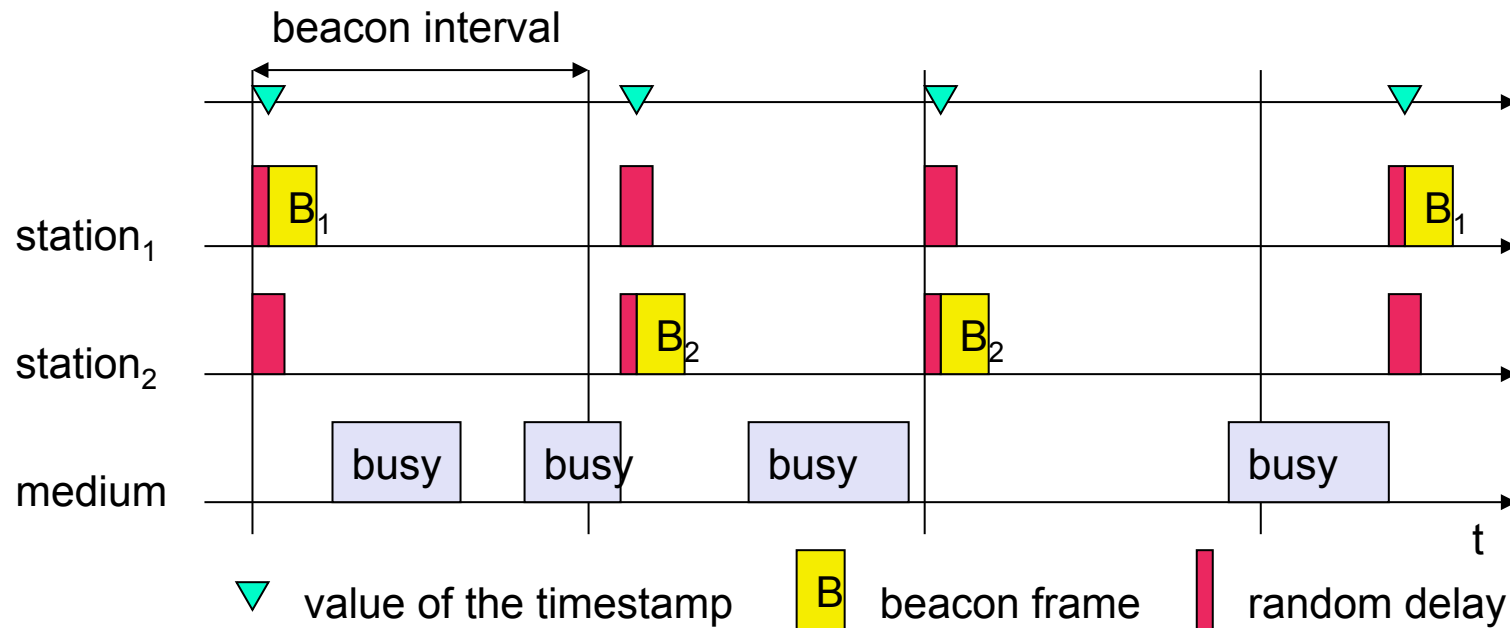 beacon interval
station₁ B₁ B₁
station₂ B₂ B₂
medium busy busy busy busy
t
value of the timestamp B beacon frame random delay